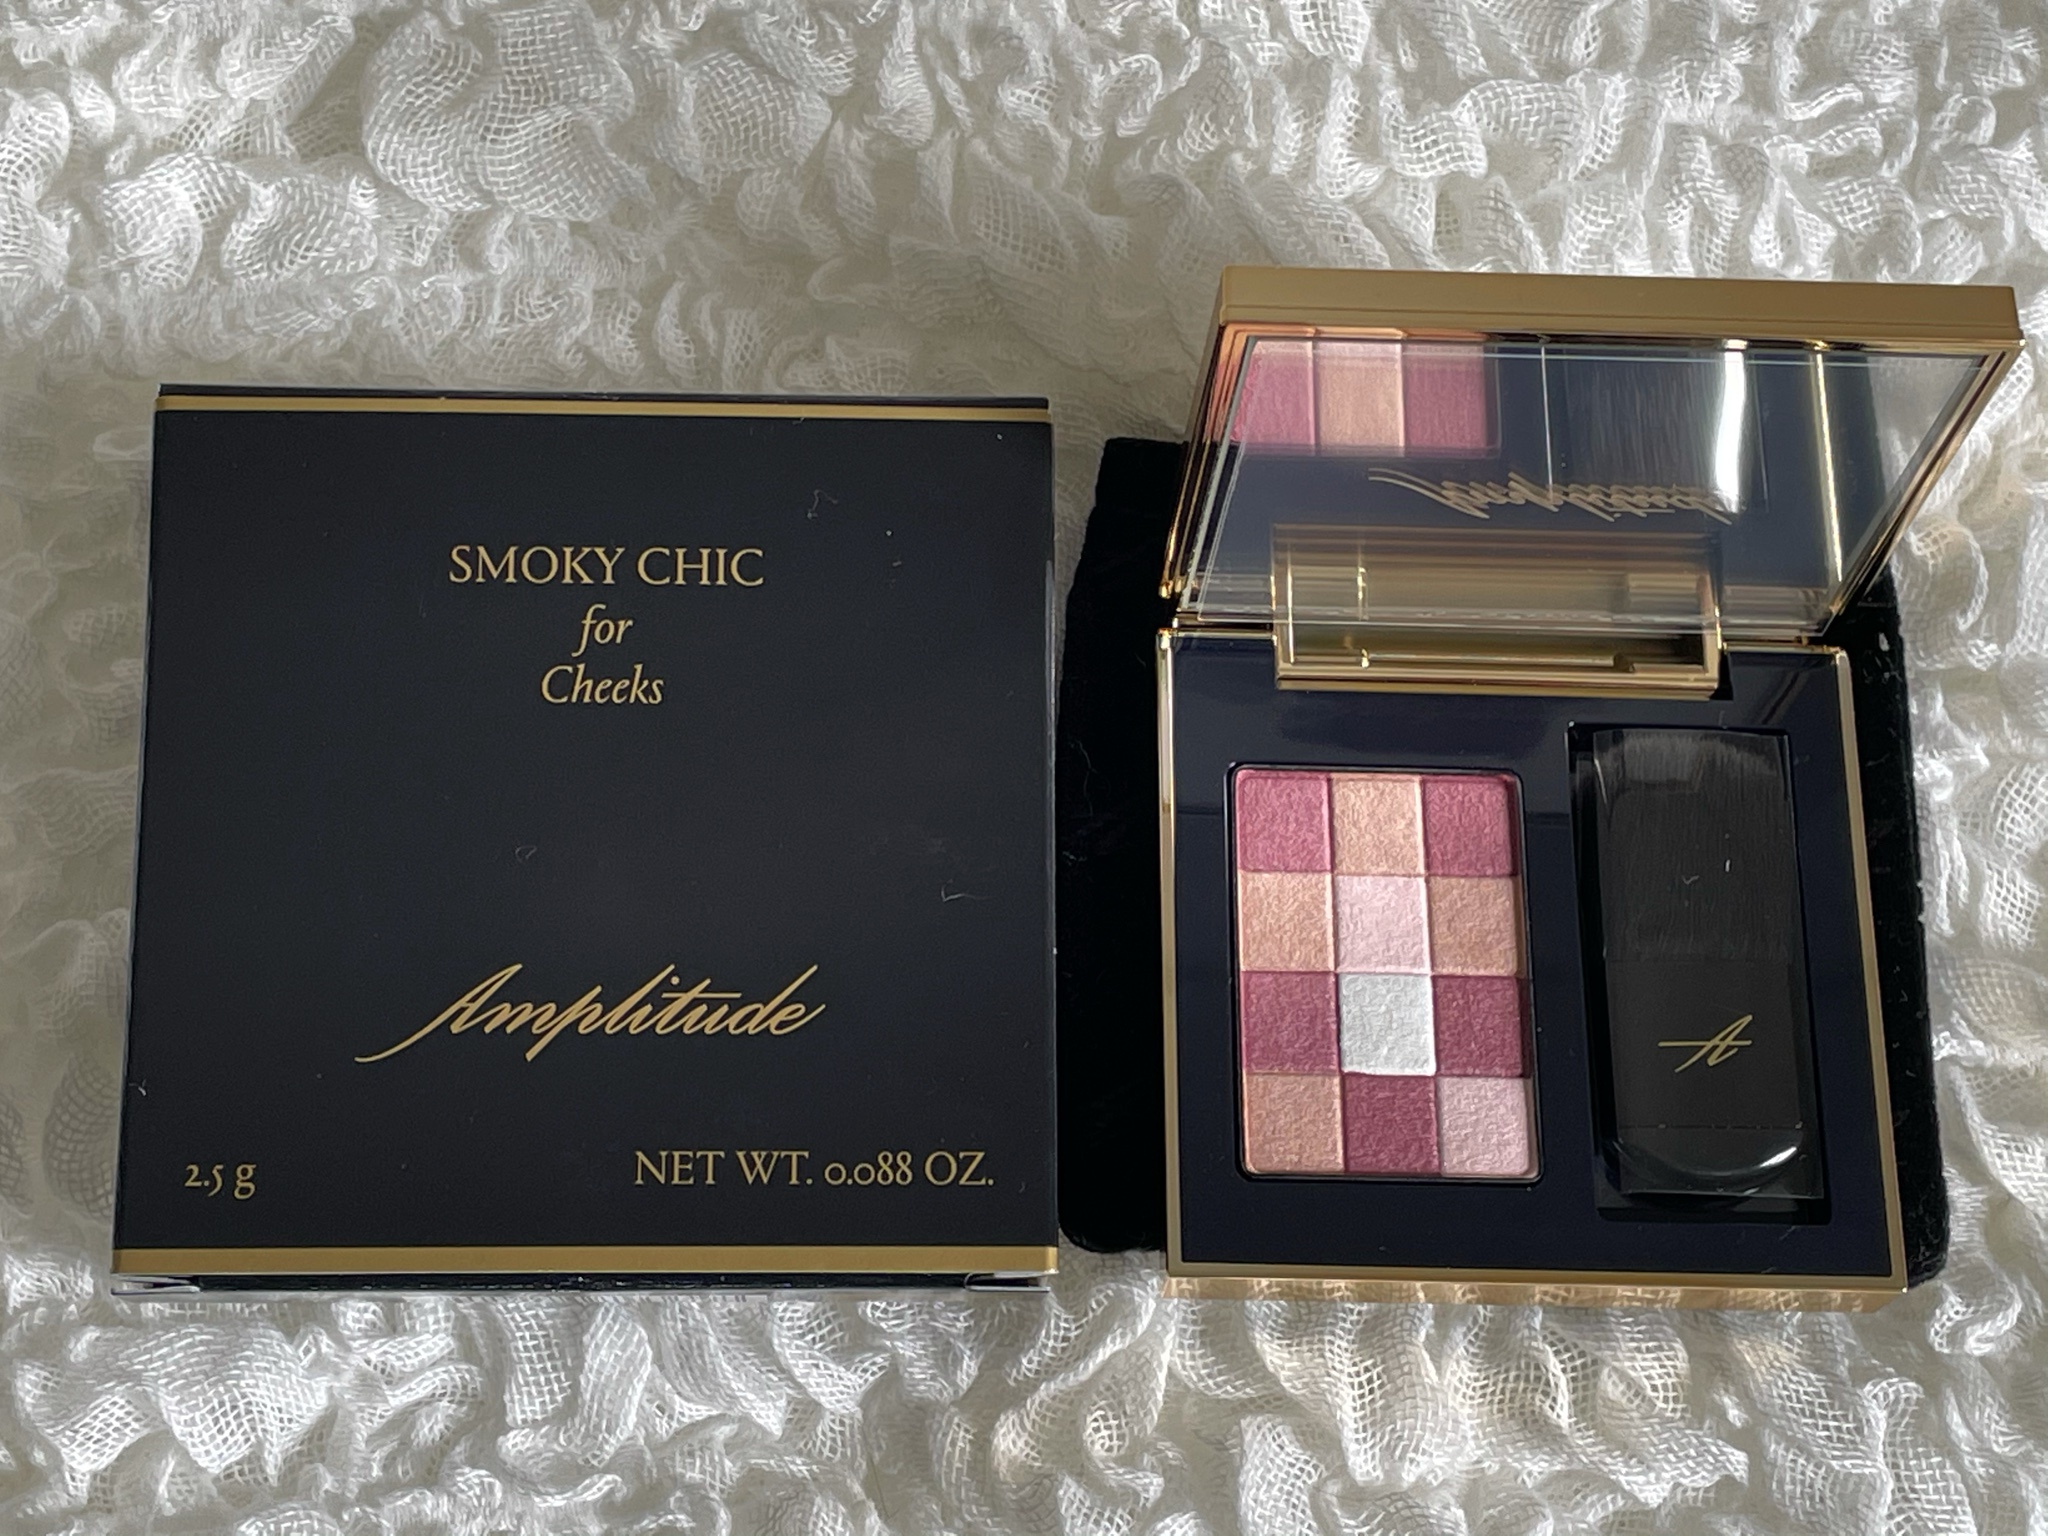 SMOKY CHIC
for
Cheeks
Amplitude
2.5 g
NET WT. 0.088 OZ.
A